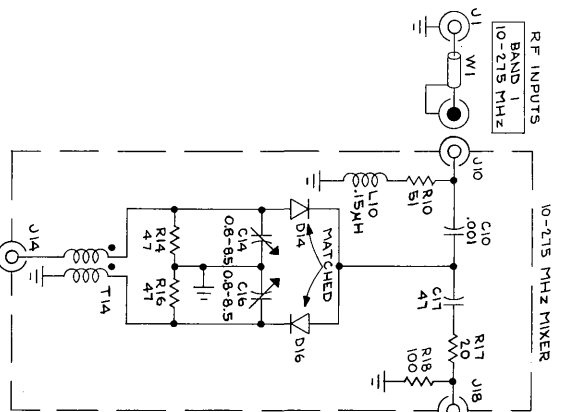 RF INPUTS
BAND 1
10-275 MHz
J1
W1
10-275 MHz MIXER
J10
R10
51
L10
.15µH
C10
.001
C17
47
R17
20
R18
100
J18
MATCHED
D14
D16
C14
0.8-8.5
C16
0.8-8.5
R14
47
R16
47
T14
J14